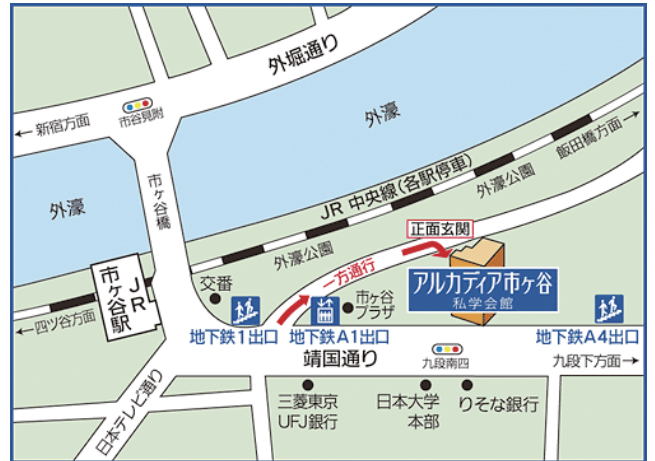 外堀通り
←新宿方面
市谷見附
外濠
飯田橋方面→
市ヶ谷橋
JR 中央線(各駅停車)
外濠公園
外濠
正面玄関
外濠公園
一方通行
アルカディア市ヶ谷
私学会館
JR
市ヶ谷駅
交番
市ヶ谷
プラザ
←四ツ谷方面
地下鉄1出口
地下鉄A1出口
地下鉄A4出口
靖国通り
九段南四
九段下方面→
日本テレビ通り
三菱東京
UFJ銀行
日本大学
本部
りそな銀行